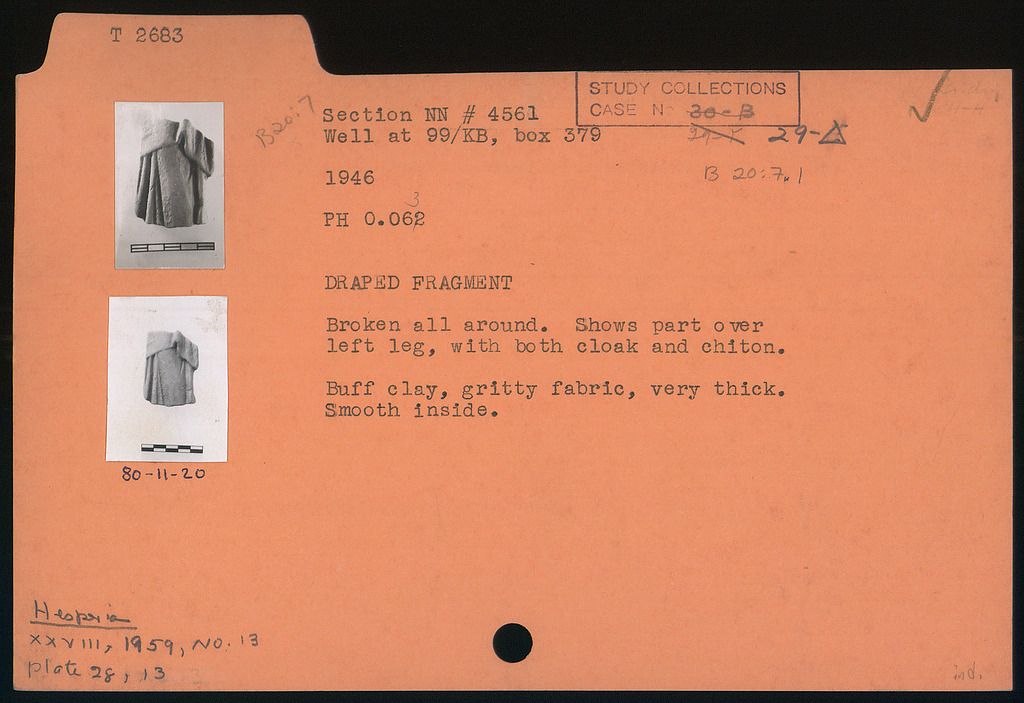 T 2683
STUDY COLLECTIONS
CASE Nº 30-B
29-Δ
B 20:7.1
B20:7
Section NN # 4561
Well at 99/KB, box 379
1946
3
PH 0.062
DRAPED FRAGMENT
Broken all around. Shows part over
left leg, with both cloak and chiton.
Buff clay, gritty fabric, very thick.
Smooth inside.
80-11-20
Hesperia
XXVIII, 1959, NO. 13
plate 28, 13